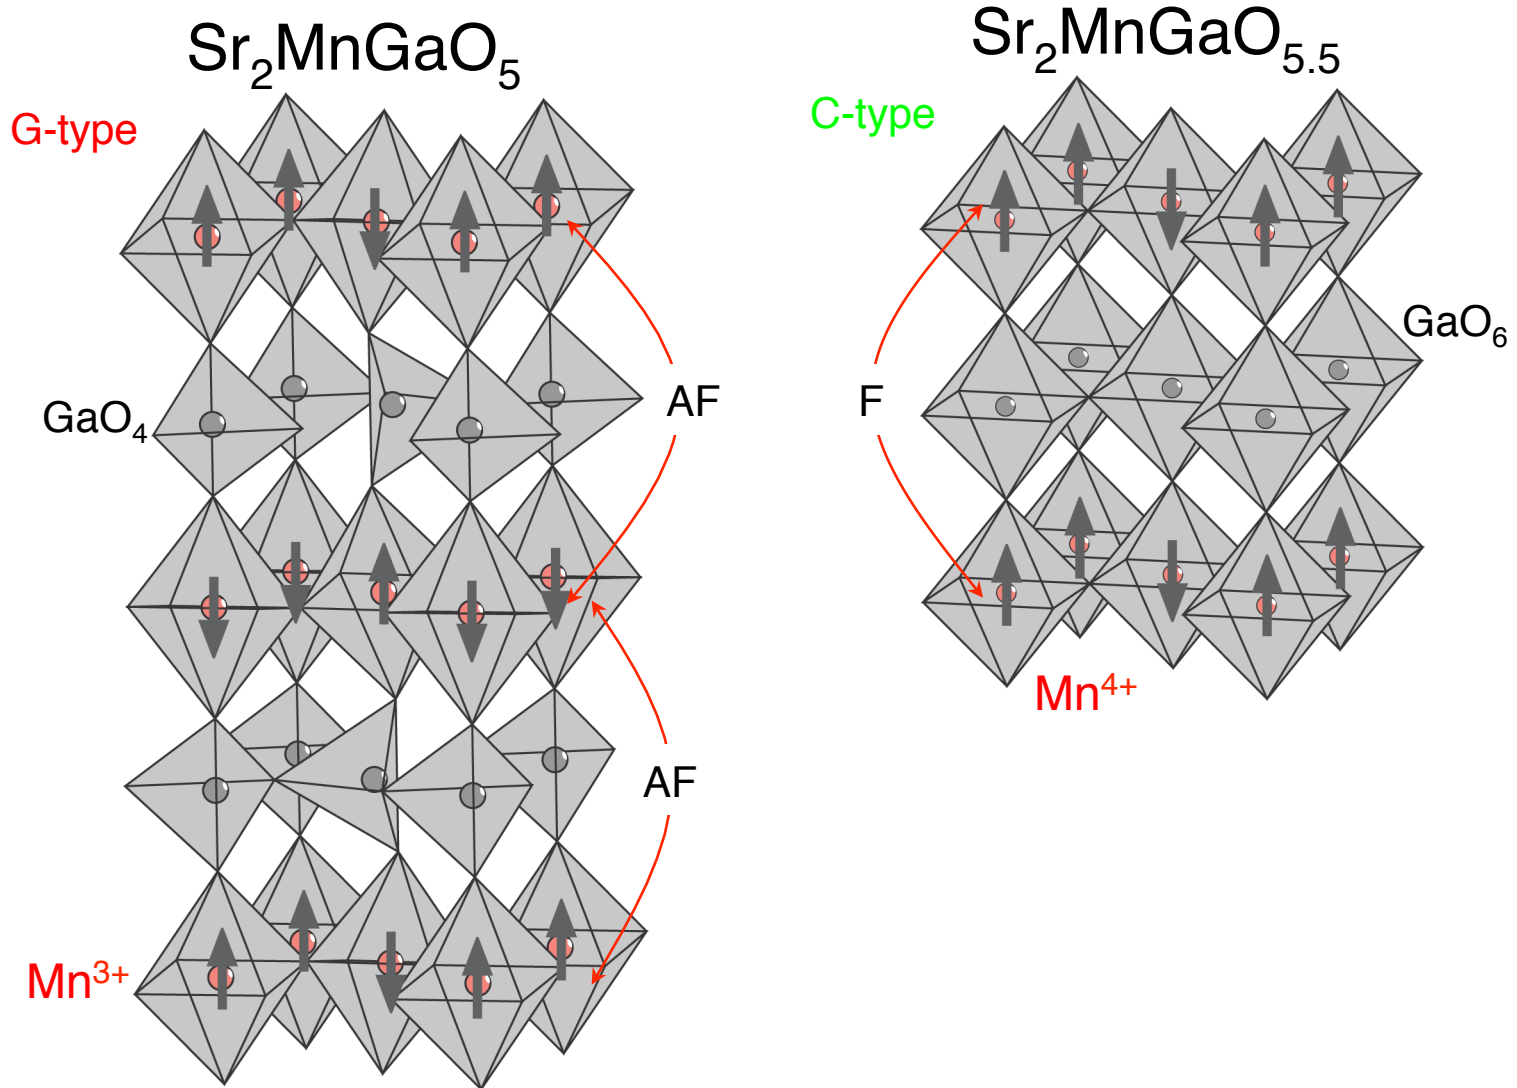 Sr₂MnGaO₅
G-type
GaO₄
AF
AF
Mn³⁺
Sr₂MnGaO₅.₅
C-type
GaO₆
F
Mn⁴⁺